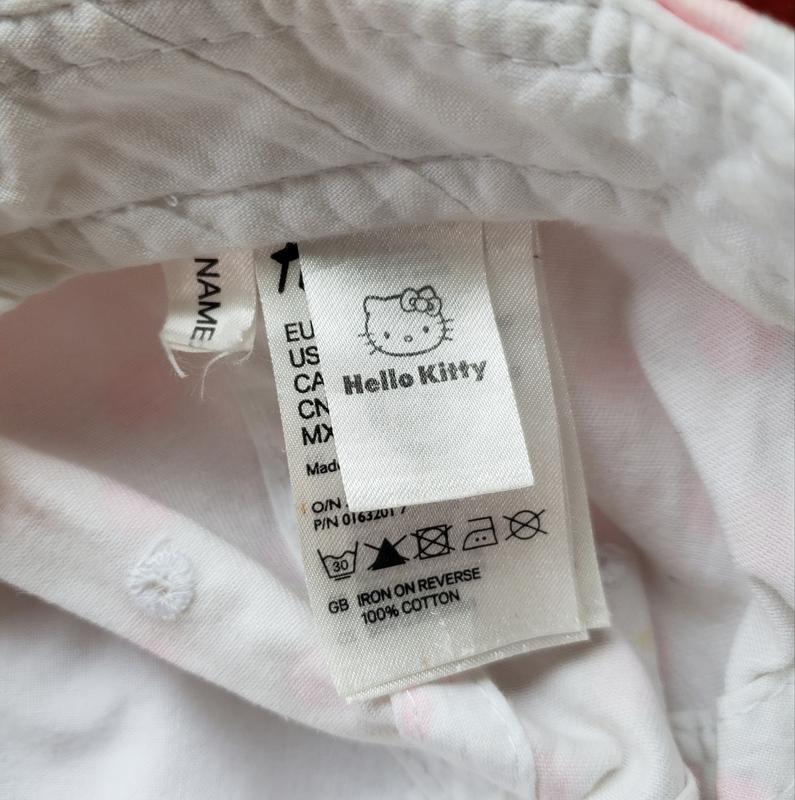 NAME
EU
US
CA
CN
MX
Hello Kitty
Made
O/N
P/N 0163201 7
30
GB IRON ON REVERSE
100% COTTON